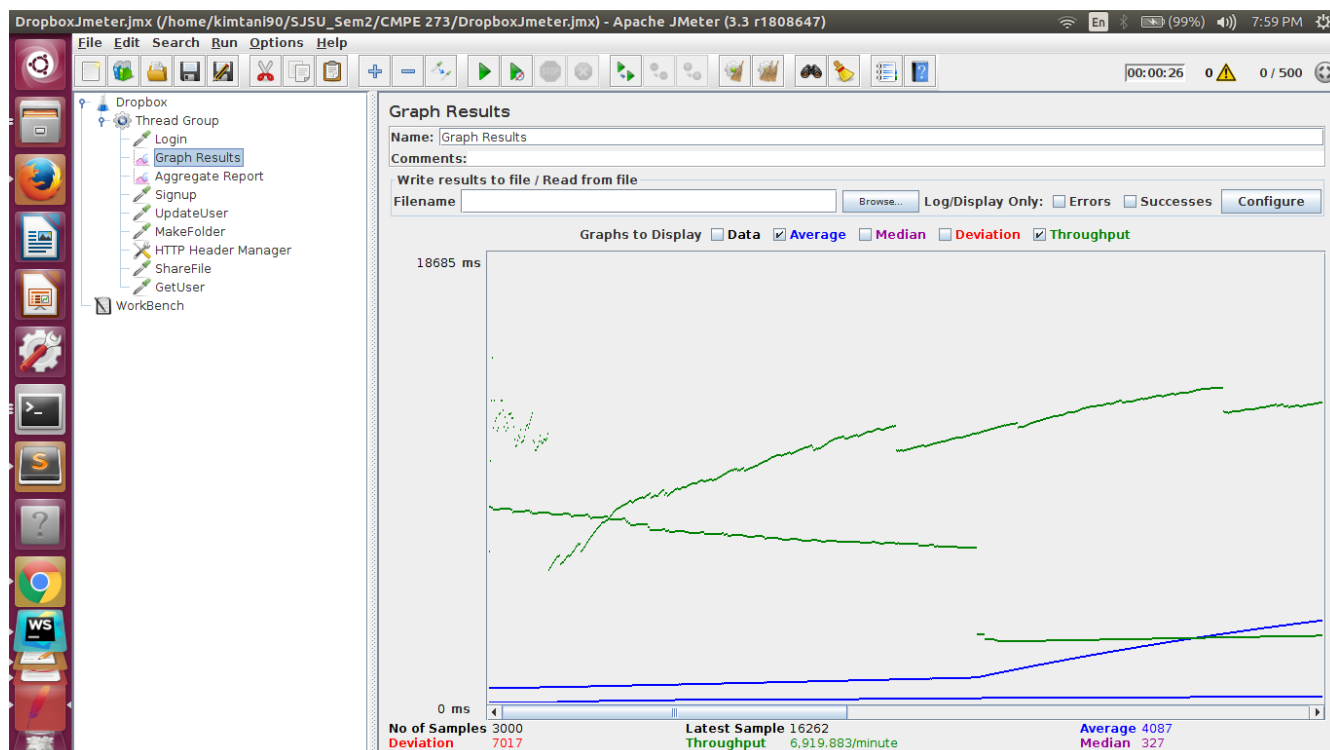 DropboxJmeter.jmx (/home/kimtani90/SJSU_Sem2/CMPE 273/DropboxJmeter.jmx) - Apache JMeter (3.3 r1808647) En (99%) 7:59 PM
File Edit Search Run Options Help
00:00:26 0 0 / 500
Dropbox
Thread Group
Login
Graph Results
Aggregate Report
Signup
UpdateUser
MakeFolder
HTTP Header Manager
ShareFile
GetUser
WorkBench
Graph Results
Name: Graph Results
Comments:
Write results to file / Read from file
Filename Browse... Log/Display Only: Errors Successes Configure
Graphs to Display Data Average Median Deviation Throughput
18685 ms
0 ms
No of Samples 3000 Latest Sample 16262 Average 4087
Deviation 7017 Throughput 6,919.883/minute Median 327
>_
S
?
WS